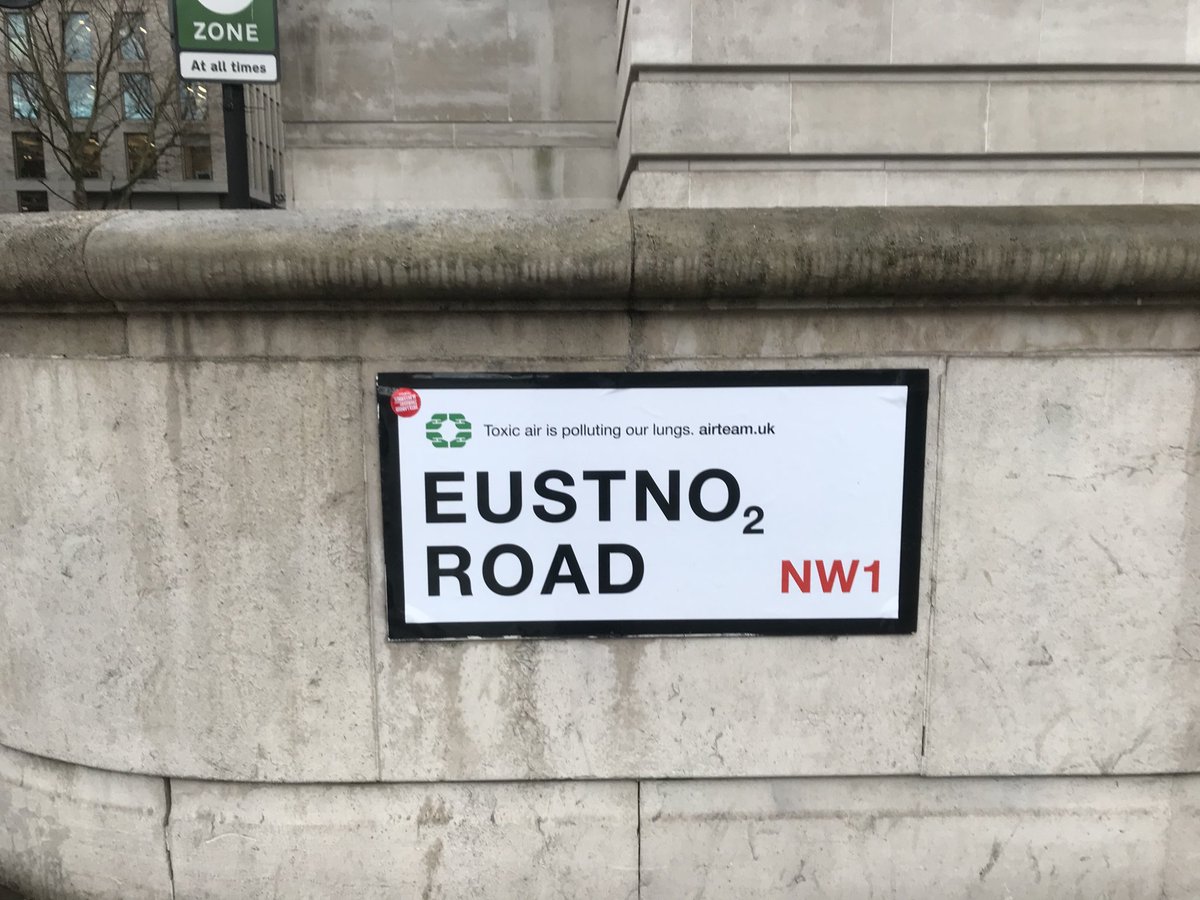 ZONE
At all times
Toxic air is polluting our lungs. airteam.uk
EUSTNO₂
ROAD
NW1